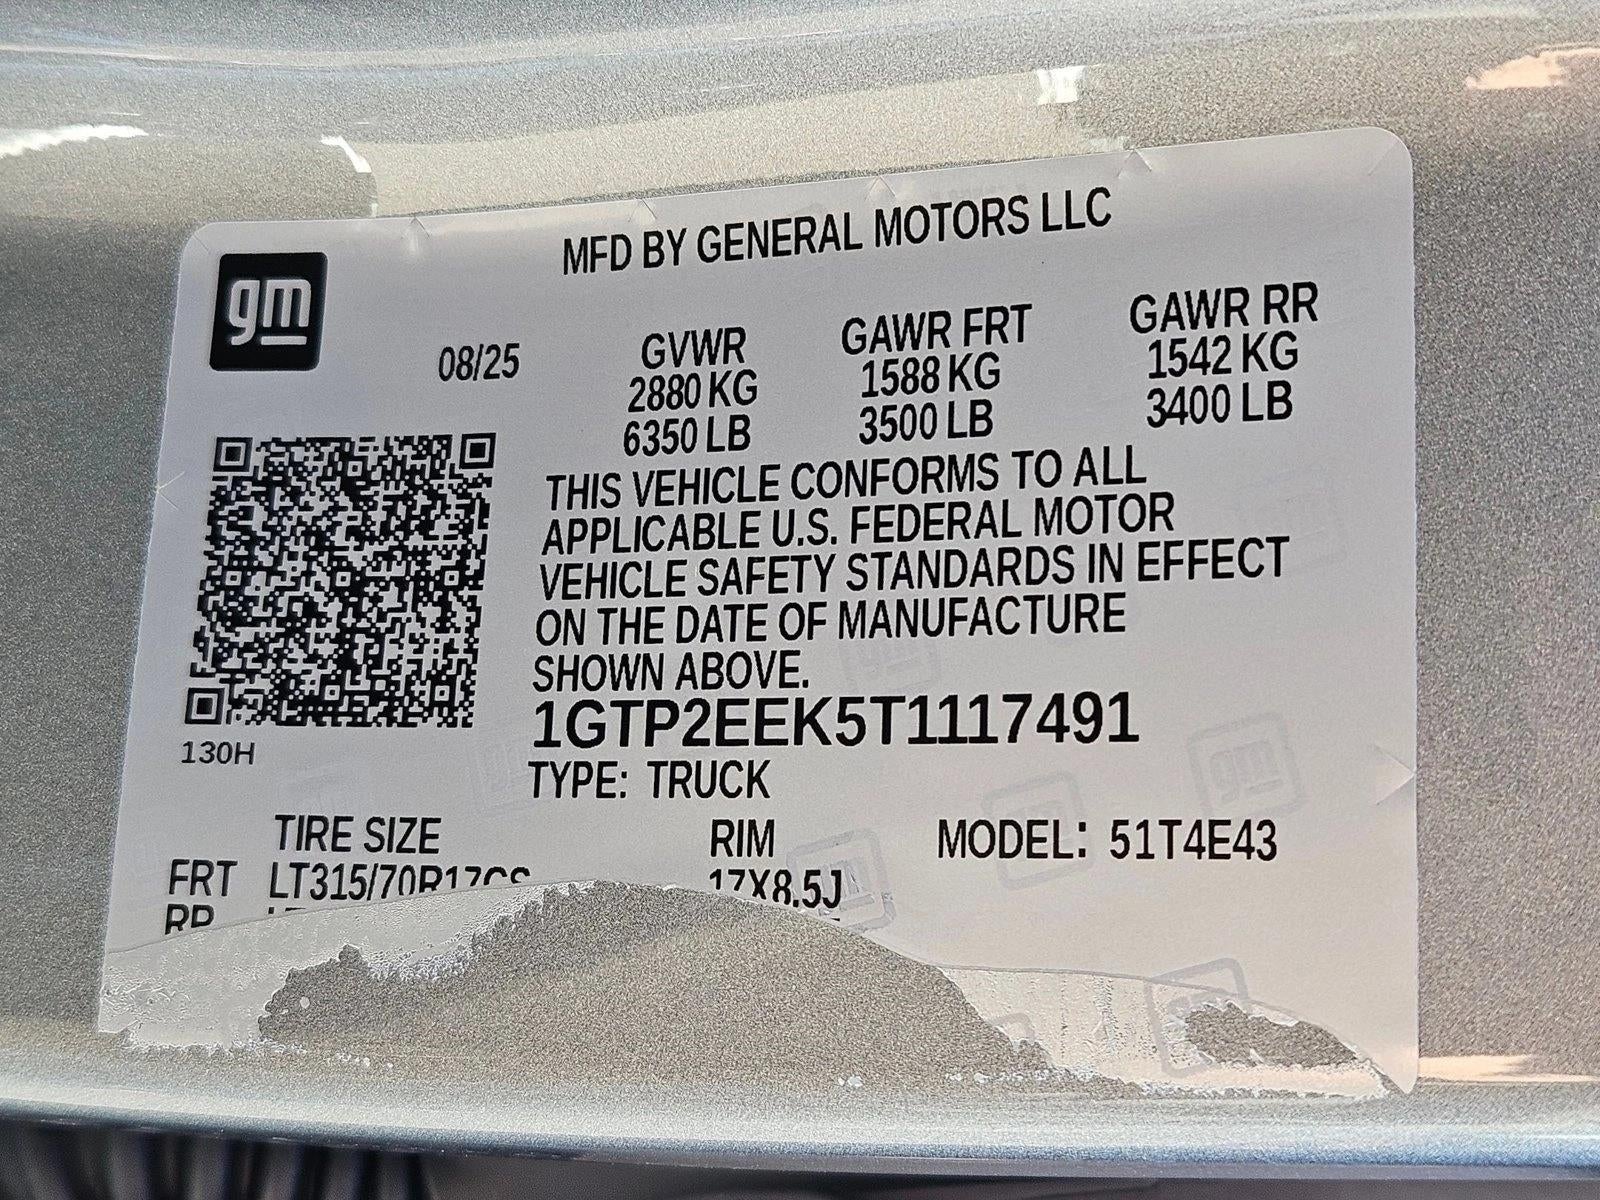 MFD BY GENERAL MOTORS LLC
gm
08/25
GVWR
2880 KG
6350 LB
GAWR FRT
1588 KG
3500 LB
GAWR RR
1542 KG
3400 LB
THIS VEHICLE CONFORMS TO ALL
APPLICABLE U.S. FEDERAL MOTOR
VEHICLE SAFETY STANDARDS IN EFFECT
ON THE DATE OF MANUFACTURE
SHOWN ABOVE.
1GTP2EEK5T1117491
130H
TYPE: TRUCK
TIRE SIZE
RIM
MODEL: 51T4E43
FRT LT315/70R17CS 17X8.5J
RR